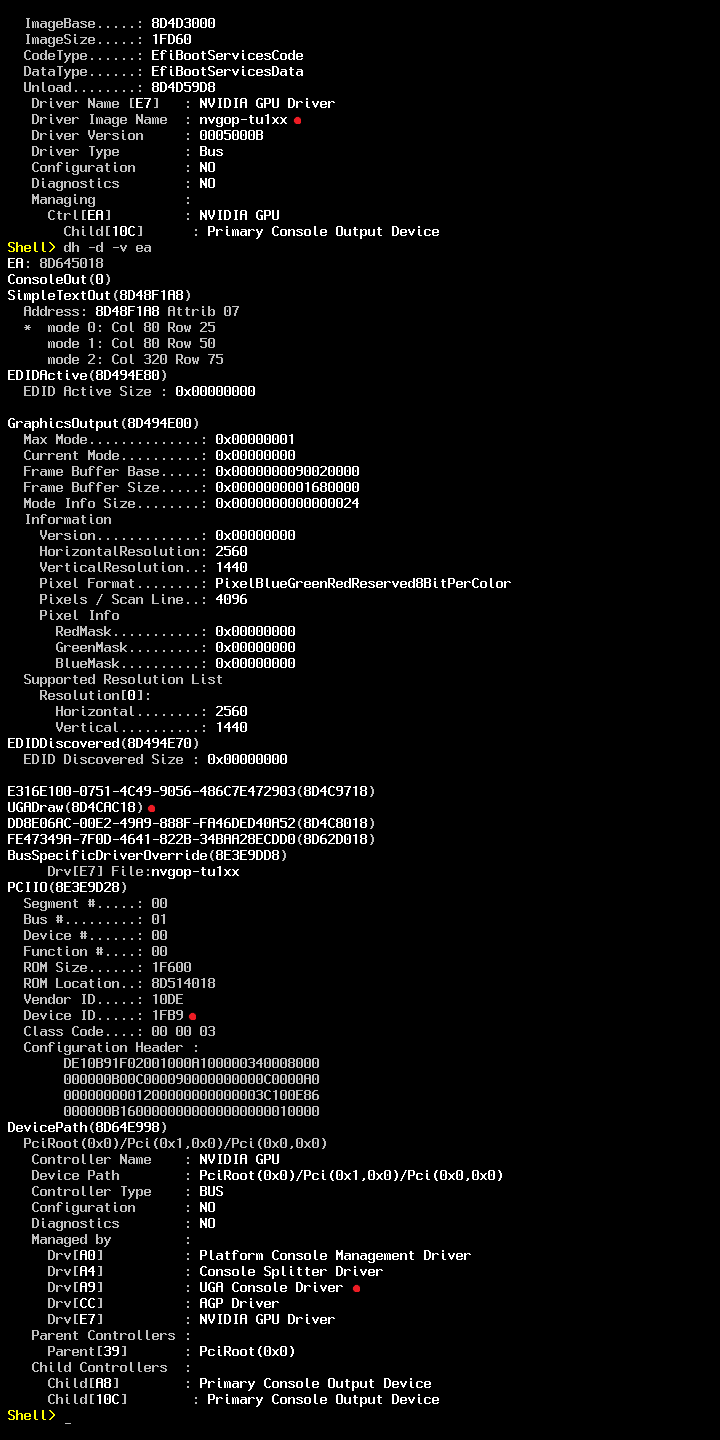 ImageBase.....: 8D4D3000
ImageSize.....: 1FD60
CodeType......: EfiBootServicesCode
DataType......: EfiBootServicesData
Unload........: 8D4D59D8
Driver Name [E7]   : NVIDIA GPU Driver
Driver Image Name  : nvgop-tu1xx
Driver Version     : 0005000B
Driver Type        : Bus
Configuration      : NO
Diagnostics        : NO
Managing           :
Ctrl[EA]         : NVIDIA GPU
Child[10C]      : Primary Console Output Device
Shell> dh -d -v ea
EA: 8D645018
ConsoleOut(0)
SimpleTextOut(8D48F1A8)
Address: 8D48F1A8 Attrib 07
*  mode 0: Col 80 Row 25
mode 1: Col 80 Row 50
mode 2: Col 320 Row 75
EDIDActive(8D494E80)
EDID Active Size : 0x00000000
GraphicsOutput(8D494E00)
Max Mode..............: 0x00000001
Current Mode..........: 0x00000000
Frame Buffer Base.....: 0x0000000090020000
Frame Buffer Size.....: 0x0000000001680000
Mode Info Size........: 0x0000000000000024
Information
Version.............: 0x00000000
HorizontalResolution: 2560
VerticalResolution..: 1440
Pixel Format........: PixelBlueGreenRedReserved8BitPerColor
Pixels / Scan Line..: 4096
Pixel Info
RedMask...........: 0x00000000
GreenMask.........: 0x00000000
BlueMask..........: 0x00000000
Supported Resolution List
Resolution[0]:
Horizontal........: 2560
Vertical..........: 1440
EDIDDiscovered(8D494E70)
EDID Discovered Size : 0x00000000
E316E100-0751-4C49-9056-486C7E472903(8D4C9718)
UGADraw(8D4CAC18)
DD8E06AC-00E2-49A9-888F-FA46DED40A52(8D4C8018)
FE47349A-7F0D-4641-822B-34BAA28ECDD0(8D62D018)
BusSpecificDriverOverride(8E3E9DD8)
Drv[E7] File:nvgop-tu1xx
PCIIO(8E3E9D28)
Segment #.....: 00
Bus #.........: 01
Device #......: 00
Function #....: 00
ROM Size......: 1F600
ROM Location..: 8D514018
Vendor ID.....: 10DE
Device ID.....: 1FB9
Class Code....: 00 00 03
Configuration Header :
DE10B91F02001000A100000340008000
000000B00C0000900000000000C0000A0
00000000012000000000000003C100E86
000000B1600000000000000000010000
DevicePath(8D64E998)
PciRoot(0x0)/Pci(0x1,0x0)/Pci(0x0,0x0)
Controller Name    : NVIDIA GPU
Device Path        : PciRoot(0x0)/Pci(0x1,0x0)/Pci(0x0,0x0)
Controller Type    : BUS
Configuration      : NO
Diagnostics        : NO
Managed by         :
Drv[A0]          : Platform Console Management Driver
Drv[A4]          : Console Splitter Driver
Drv[A9]          : UGA Console Driver
Drv[CC]          : AGP Driver
Drv[E7]          : NVIDIA GPU Driver
Parent Controllers :
Parent[39]       : PciRoot(0x0)
Child Controllers  :
Child[A8]        : Primary Console Output Device
Child[10C]        : Primary Console Output Device
Shell> _